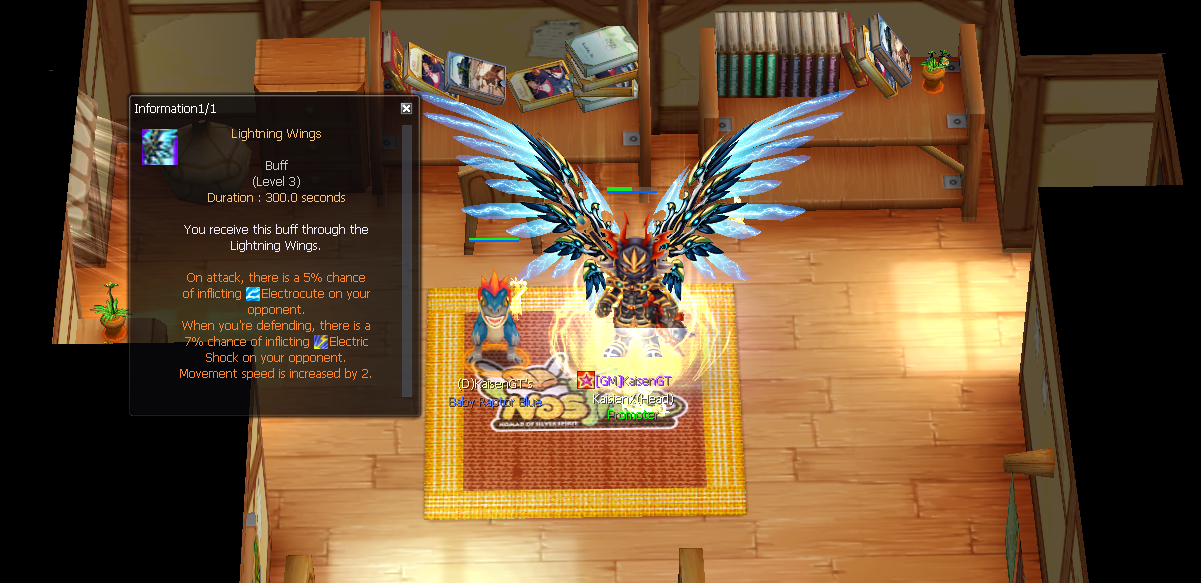 Information1/1
Lightning Wings
Buff
(Level 3)
Duration : 300.0 seconds
You receive this buff through the
Lightning Wings.
On attack, there is a 5% chance
of inflicting Electrocute on your
opponent.
When you're defending, there is a
7% chance of inflicting Electric
Shock on your opponent.
Movement speed is increased by 2.
(D)KaisenGT's
Baby Raptor Blue
[GM]KaisenGT
Kaisienx(Head)
Promoter
NOS
NOMAD OF SILVER SPIRIT